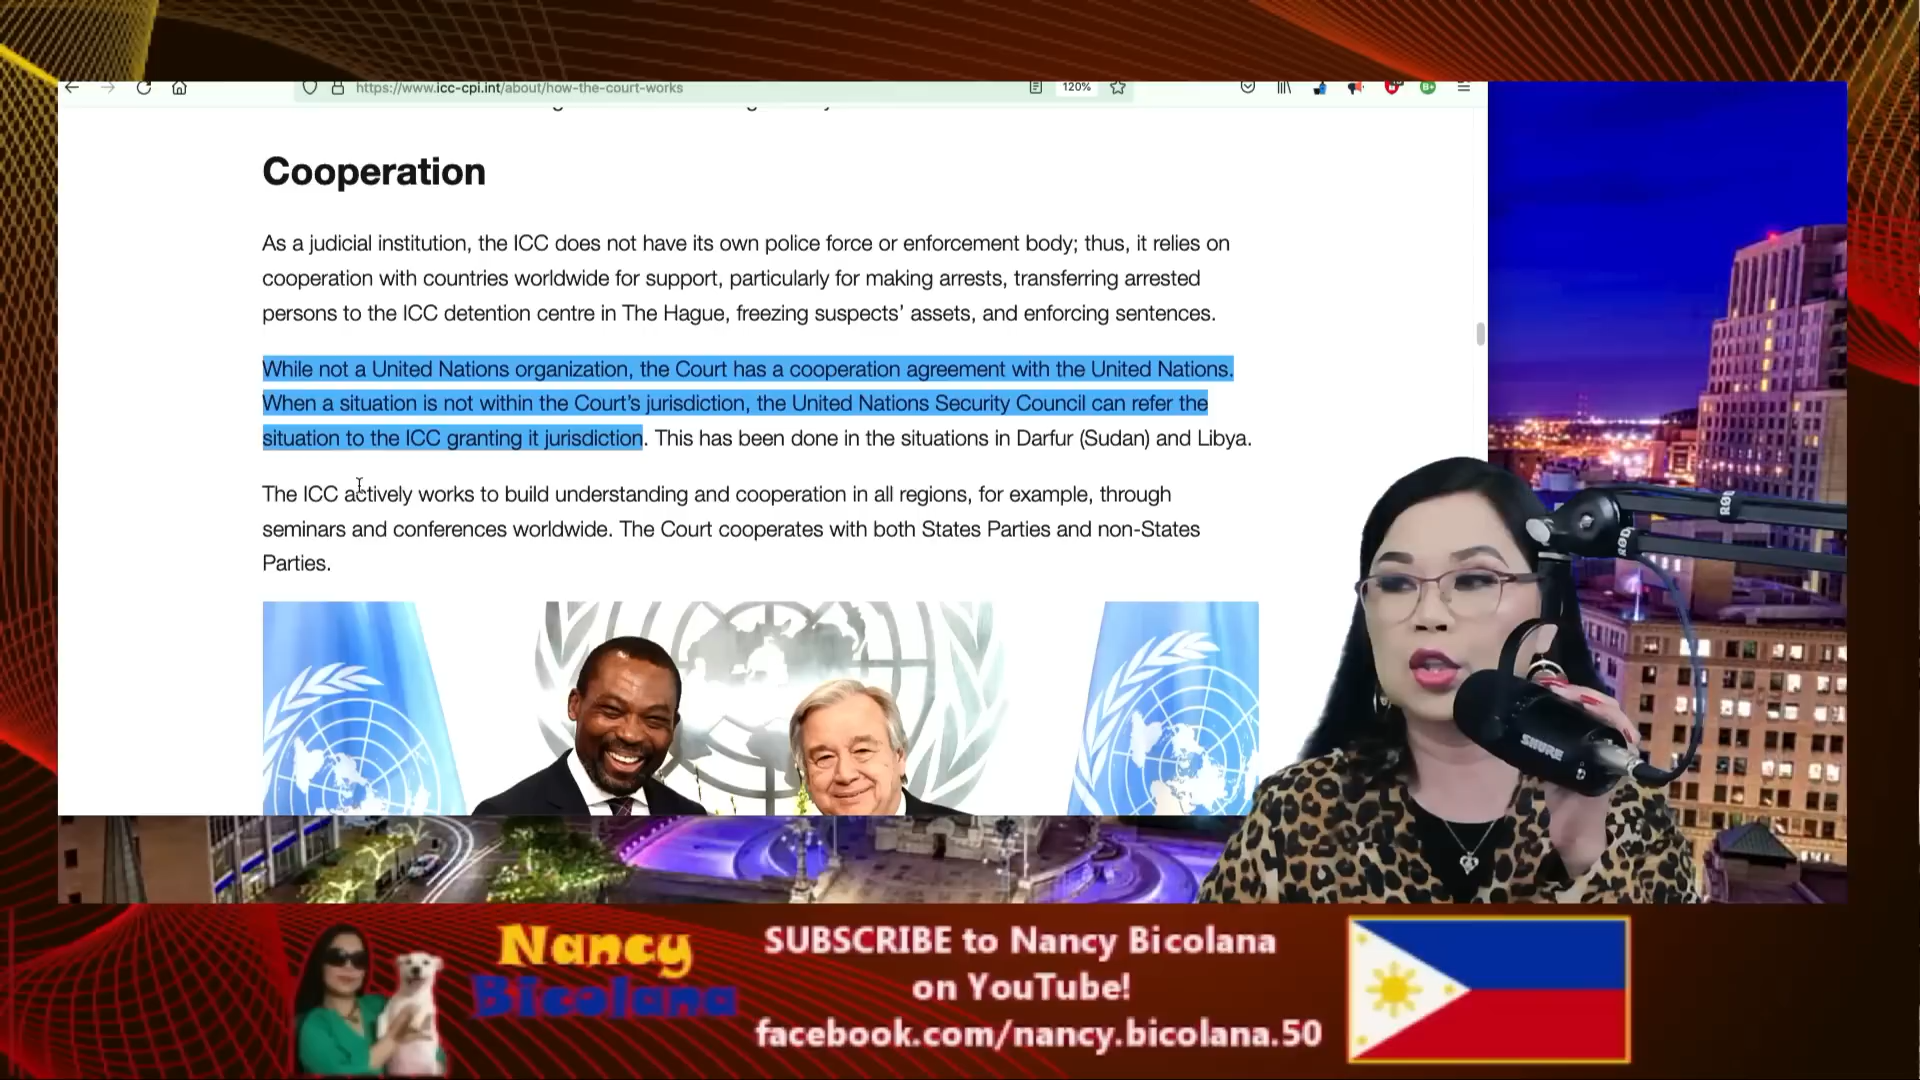 https://www.icc-cpi.int/about/how-the-court-works
120%
Cooperation
As a judicial institution, the ICC does not have its own police force or enforcement body; thus, it relies on
cooperation with countries worldwide for support, particularly for making arrests, transferring arrested
persons to the ICC detention centre in The Hague, freezing suspects’ assets, and enforcing sentences.
While not a United Nations organization, the Court has a cooperation agreement with the United Nations.
When a situation is not within the Court’s jurisdiction, the United Nations Security Council can refer the
situation to the ICC granting it jurisdiction. This has been done in the situations in Darfur (Sudan) and Libya.
The ICC actively works to build understanding and cooperation in all regions, for example, through
seminars and conferences worldwide. The Court cooperates with both States Parties and non-States
Parties.
RØDE
RØDE
SHURE
Nancy
Bicolana
SUBSCRIBE to Nancy Bicolana
on YouTube!
facebook.com/nancy.bicolana.50